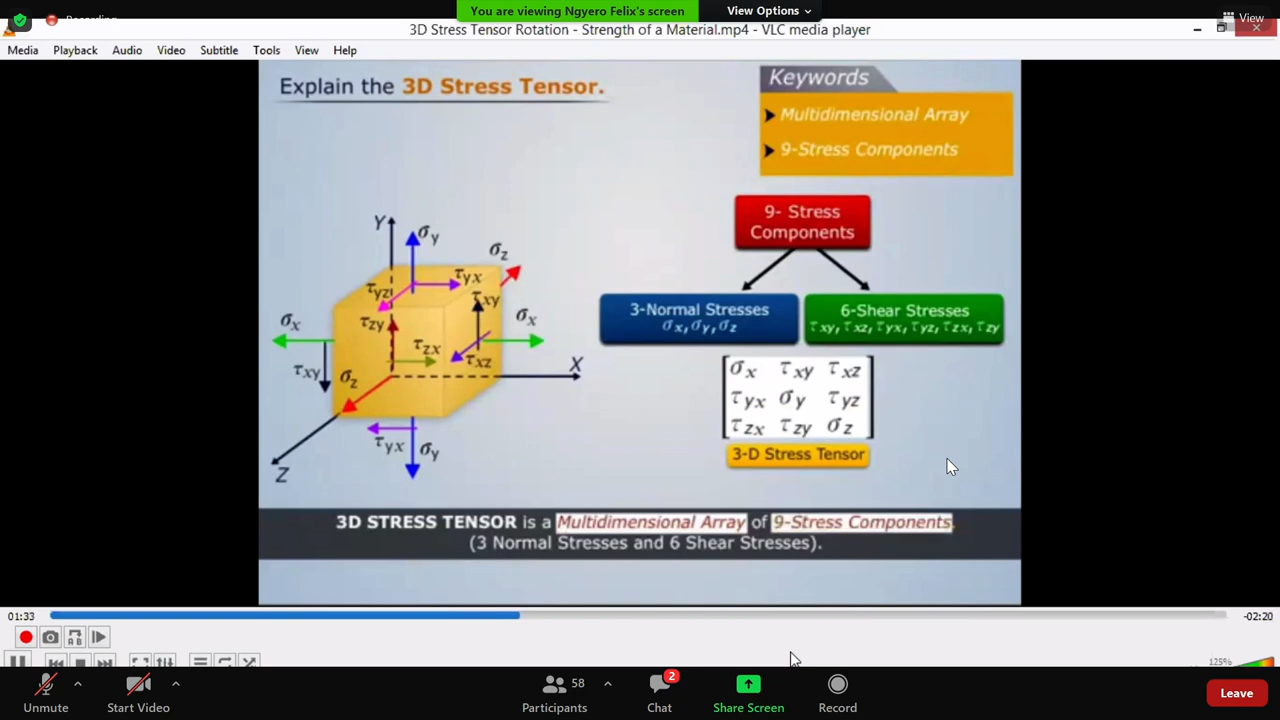 You are viewing Ngyero Felix's screen
View Options
Recording
View
3D Stress Tensor Rotation - Strength of a Material.mp4 - VLC media player
Media Playback Audio Video Subtitle Tools View Help
Explain the 3D Stress Tensor.
Keywords
Multidimensional Array
9-Stress Components
9- Stress
Components
3-Normal Stresses
σx, σy, σz
6-Shear Stresses
τxy, τxz, τyx, τyz, τzx, τzy
Y
σy
σz
τyx
τyz
τxy
τzy
σx
σx
τzx
τxz
X
τxy
σz
τyx
σy
Z
σx τxy τxz
τyx σy τyz
τzx τzy σz
3-D Stress Tensor
3D STRESS TENSOR is a Multidimensional Array of 9-Stress Components,
(3 Normal Stresses and 6 Shear Stresses).
01:33
-02:20
A B
125%
58
2
Unmute
Start Video
Participants
Chat
Share Screen
Record
Leave